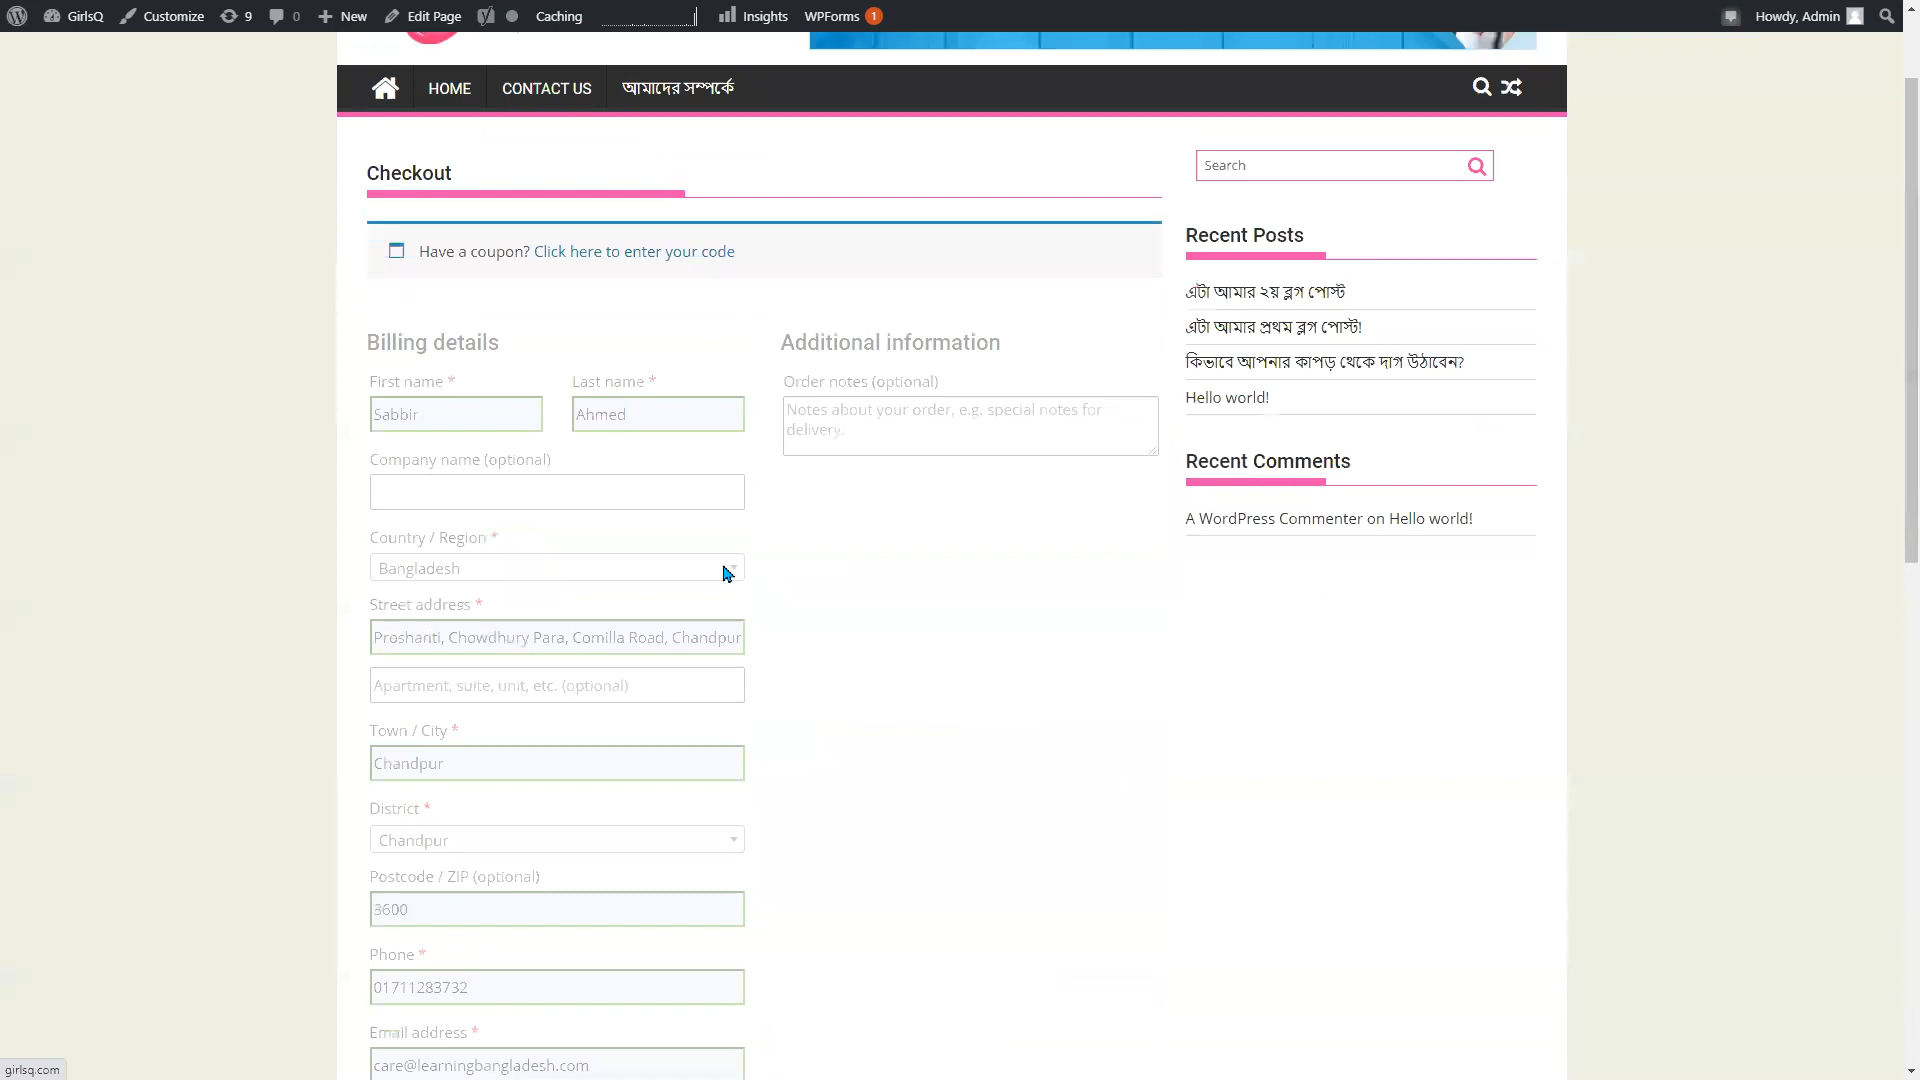 GirlsQ
Customize
9
0
New
Edit Page
Caching
Insights
WPForms 1
Howdy, Admin
HOME
CONTACT US
আমাদের সম্পর্কে
Checkout
Have a coupon? Click here to enter your code
Billing details
First name *
Last name *
Sabbir
Ahmed
Company name (optional)
Country / Region *
Bangladesh
Street address *
Proshanti, Chowdhury Para, Comilla Road, Chandpur
Apartment, suite, unit, etc. (optional)
Town / City *
Chandpur
District *
Chandpur
Postcode / ZIP (optional)
3600
Phone *
01711283732
Email address *
care@learningbangladesh.com
Additional information
Order notes (optional)
Notes about your order, e.g. special notes for
delivery.
Search
Recent Posts
এটা আমার ২য় ব্লগ পোস্ট
এটা আমার প্রথম ব্লগ পোস্ট!
কিভাবে আপনার কাপড় থেকে দাগ উঠাবেন?
Hello world!
Recent Comments
A WordPress Commenter on Hello world!
girlsq.com